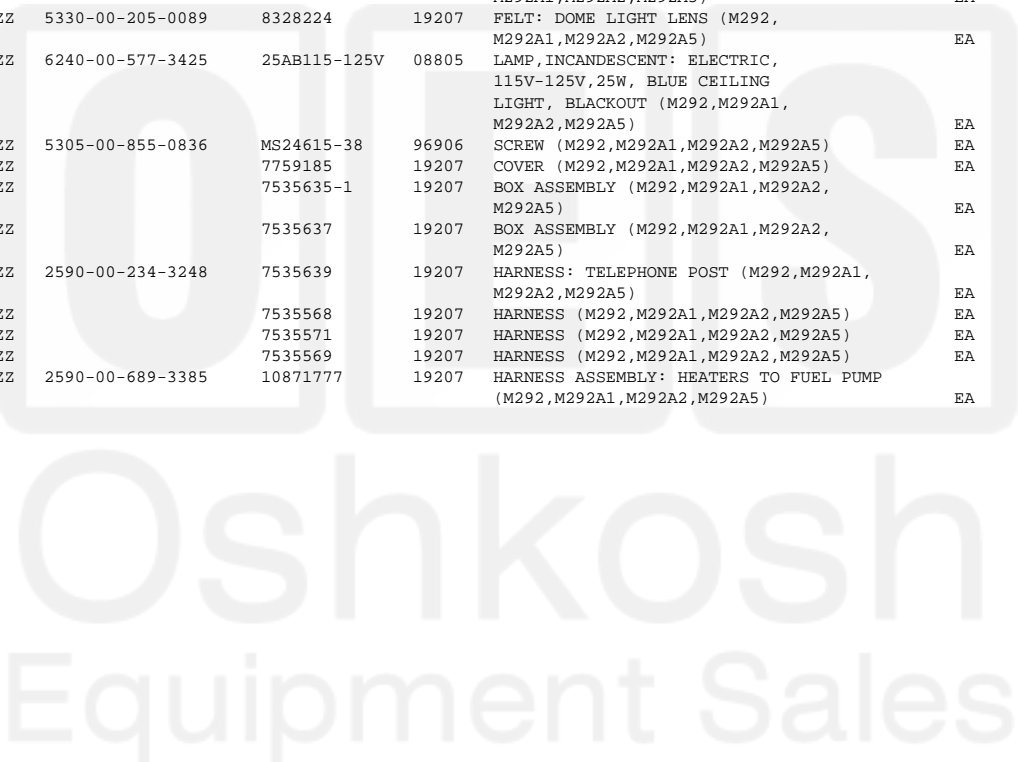 ZZ 5330-00-205-0089 8328224 19207 FELT: DOME LIGHT LENS (M292,
M292A1,M292A2,M292A5) EA
ZZ 6240-00-577-3425 25AB115-125V 08805 LAMP,INCANDESCENT: ELECTRIC,
115V-125V,25W, BLUE CEILING
LIGHT, BLACKOUT (M292,M292A1,
M292A2,M292A5) EA
ZZ 5305-00-855-0836 MS24615-38 96906 SCREW (M292,M292A1,M292A2,M292A5) EA
ZZ 7759185 19207 COVER (M292,M292A1,M292A2,M292A5) EA
ZZ 7535635-1 19207 BOX ASSEMBLY (M292,M292A1,M292A2,
M292A5) EA
ZZ 7535637 19207 BOX ASSEMBLY (M292,M292A1,M292A2,
M292A5) EA
ZZ 2590-00-234-3248 7535639 19207 HARNESS: TELEPHONE POST (M292,M292A1,
M292A2,M292A5) EA
ZZ 7535568 19207 HARNESS (M292,M292A1,M292A2,M292A5) EA
ZZ 7535571 19207 HARNESS (M292,M292A1,M292A2,M292A5) EA
ZZ 7535569 19207 HARNESS (M292,M292A1,M292A2,M292A5) EA
ZZ 2590-00-689-3385 10871777 19207 HARNESS ASSEMBLY: HEATERS TO FUEL PUMP
(M292,M292A1,M292A2,M292A5) EA
OES
Oshkosh
Equipment Sales